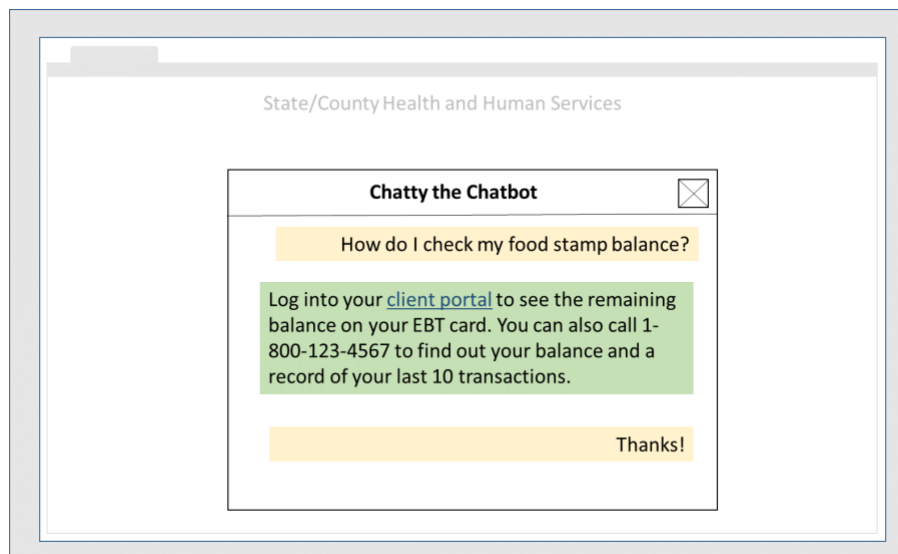 State/County Health and Human Services
Chatty the Chatbot
How do I check my food stamp balance?
Log into your client portal to see the remaining
balance on your EBT card. You can also call 1-
800-123-4567 to find out your balance and a
record of your last 10 transactions.
Thanks!